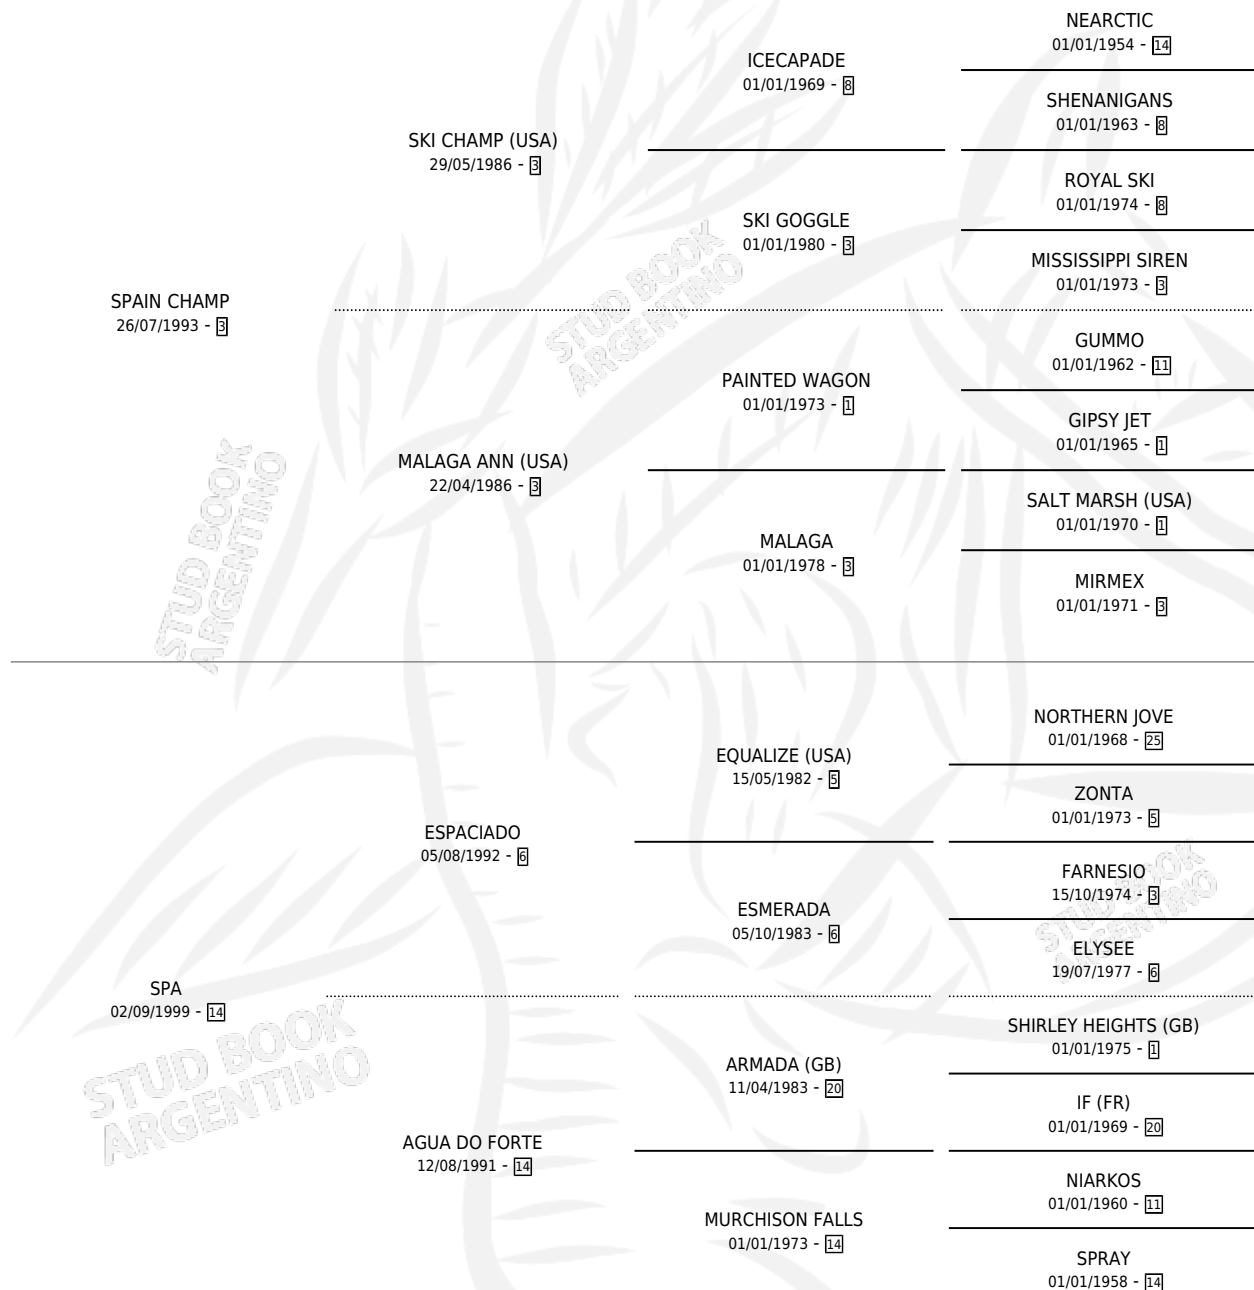 NEARCTIC
01/01/1954 - 14
ICECAPADE
01/01/1969 - 8
SHENANIGANS
01/01/1963 - 8
SKI CHAMP (USA)
29/05/1986 - 3
ROYAL SKI
01/01/1974 - 8
SKI GOGGLE
01/01/1980 - 3
MISSISSIPPI SIREN
01/01/1973 - 3
SPAIN CHAMP
26/07/1993 - 3
GUMMO
01/01/1962 - 11
PAINTED WAGON
01/01/1973 - 1
GIPSY JET
01/01/1965 - 1
MALAGA ANN (USA)
22/04/1986 - 3
SALT MARSH (USA)
01/01/1970 - 1
MALAGA
01/01/1978 - 3
MIRMEX
01/01/1971 - 3
NORTHERN JOVE
01/01/1968 - 25
EQUALIZE (USA)
15/05/1982 - 5
ZONTA
01/01/1973 - 5
ESPACIADO
05/08/1992 - 6
FARNESIO
15/10/1974 - 3
ESMERADA
05/10/1983 - 6
ELYSEE
19/07/1977 - 6
SPA
02/09/1999 - 14
SHIRLEY HEIGHTS (GB)
01/01/1975 - 1
ARMADA (GB)
11/04/1983 - 20
IF (FR)
01/01/1969 - 20
AGUA DO FORTE
12/08/1991 - 14
NIARKOS
01/01/1960 - 11
MURCHISON FALLS
01/01/1973 - 14
SPRAY
01/01/1958 - 14
STUD BOOK
ARGENTINO
STUD BOOK
ARGENTINO
STUD BOOK
ARGENTINO
STUD BOOK
ARGENTINO